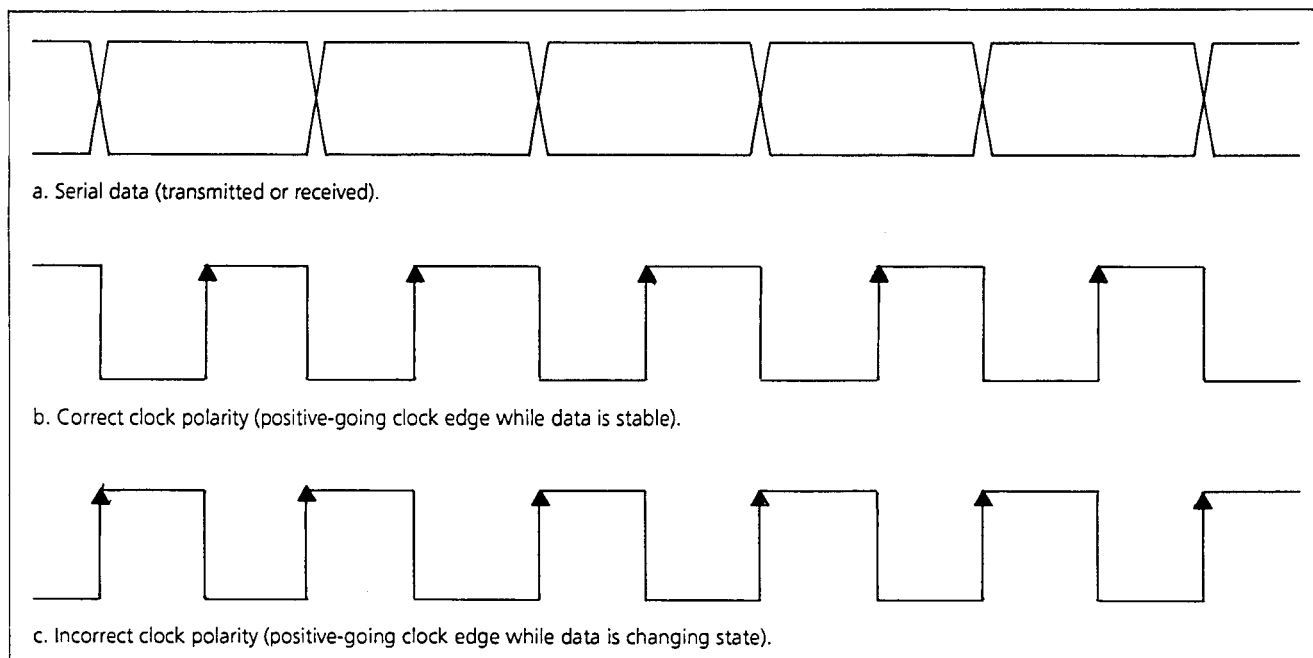 a. Serial data (transmitted or received).
b. Correct clock polarity (positive-going clock edge while data is stable).
c. Incorrect clock polarity (positive-going clock edge while data is changing state).